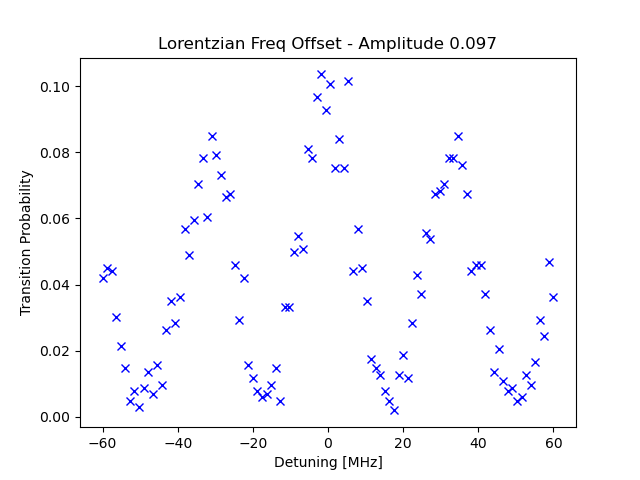 Lorentzian Freq Offset - Amplitude 0.097
0.10
0.08
0.06
0.04
0.02
0.00
Transition Probability
−60 −40 −20 0 20 40 60
Detuning [MHz]